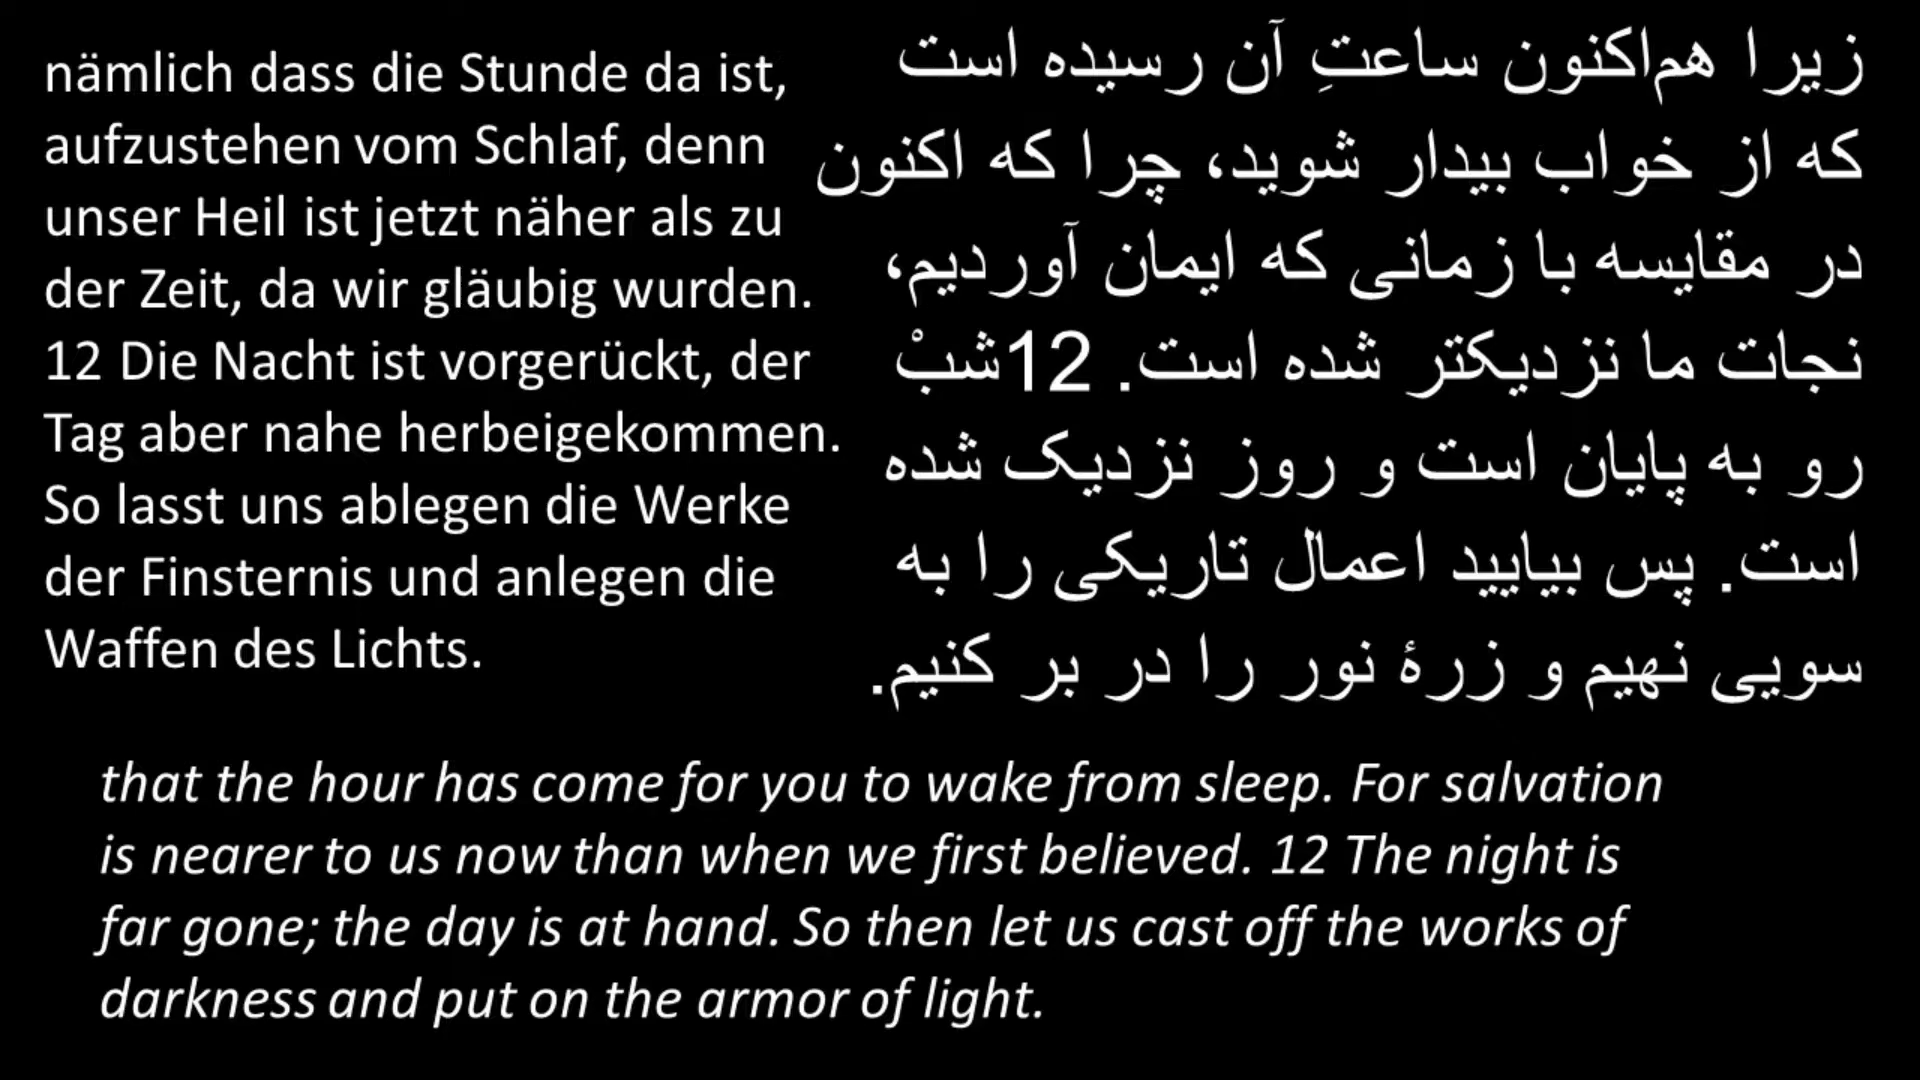 nämlich dass die Stunde da ist,
aufzustehen vom Schlaf, denn
unser Heil ist jetzt näher als zu
der Zeit, da wir gläubig wurden.
12 Die Nacht ist vorgerückt, der
Tag aber nahe herbeigekommen.
So lasst uns ablegen die Werke
der Finsternis und anlegen die
Waffen des Lichts.
زیرا هم‌اکنون ساعتِ آن رسیده است
که از خواب بیدار شوید، چرا که اکنون
در مقایسه با زمانی که ایمان آوردیم،
نجات ما نزدیکتر شده است. 12شبْ
رو به پایان است و روز نزدیک شده
است. پس بیایید اعمال تاریکی را به
سویی نهیم و زرهٔ نور را در بر کنیم.
that the hour has come for you to wake from sleep. For salvation
is nearer to us now than when we first believed. 12 The night is
far gone; the day is at hand. So then let us cast off the works of
darkness and put on the armor of light.